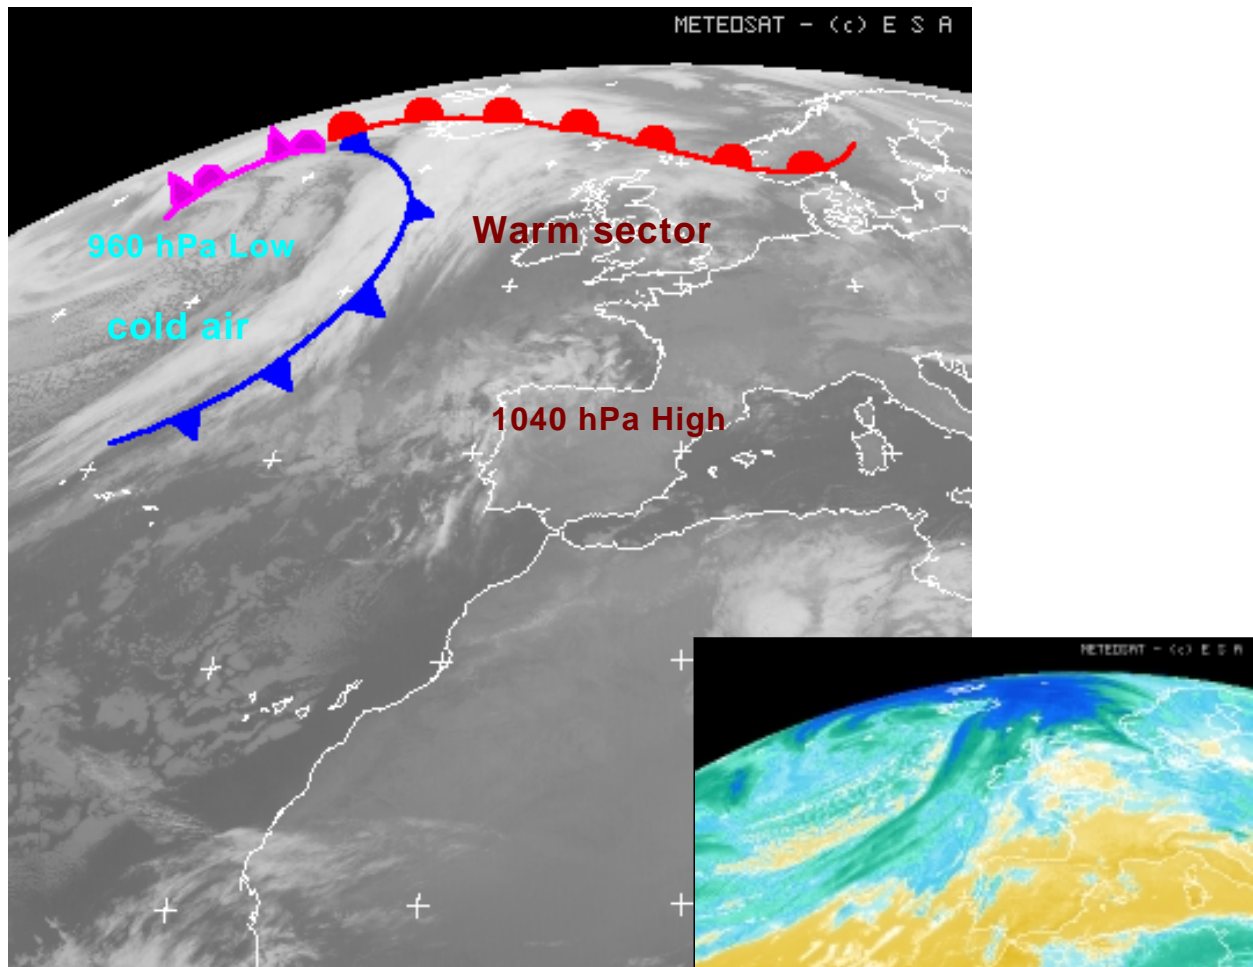 METEOSAT - (c) E S A
Warm sector
960 hPa Low
cold air
1040 hPa High
METEOSAT - (c) E S A